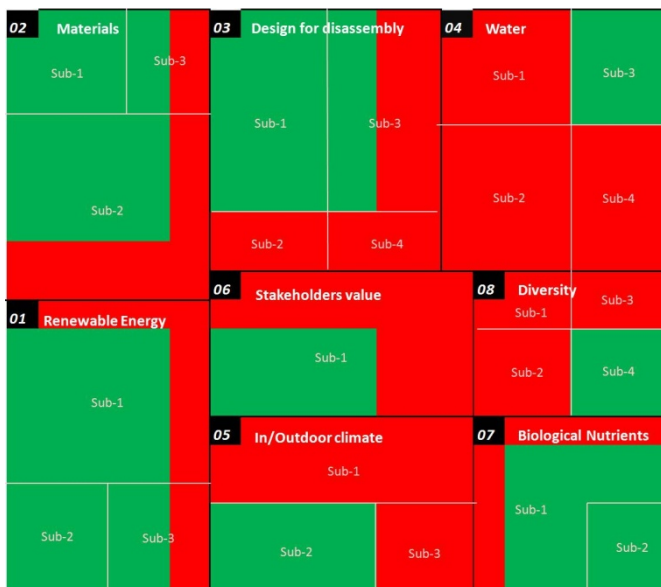 02 Materials
Sub-1
Sub-3
Sub-2
03 Design for disassembly
Sub-1
Sub-3
Sub-2
Sub-4
04 Water
Sub-1
Sub-3
Sub-2
Sub-4
01 Renewable Energy
Sub-1
Sub-2
Sub-3
06 Stakeholders value
Sub-1
08 Diversity
Sub-1
Sub-3
Sub-2
Sub-4
05 In/Outdoor climate
Sub-1
Sub-2
Sub-3
07 Biological Nutrients
Sub-1
Sub-2